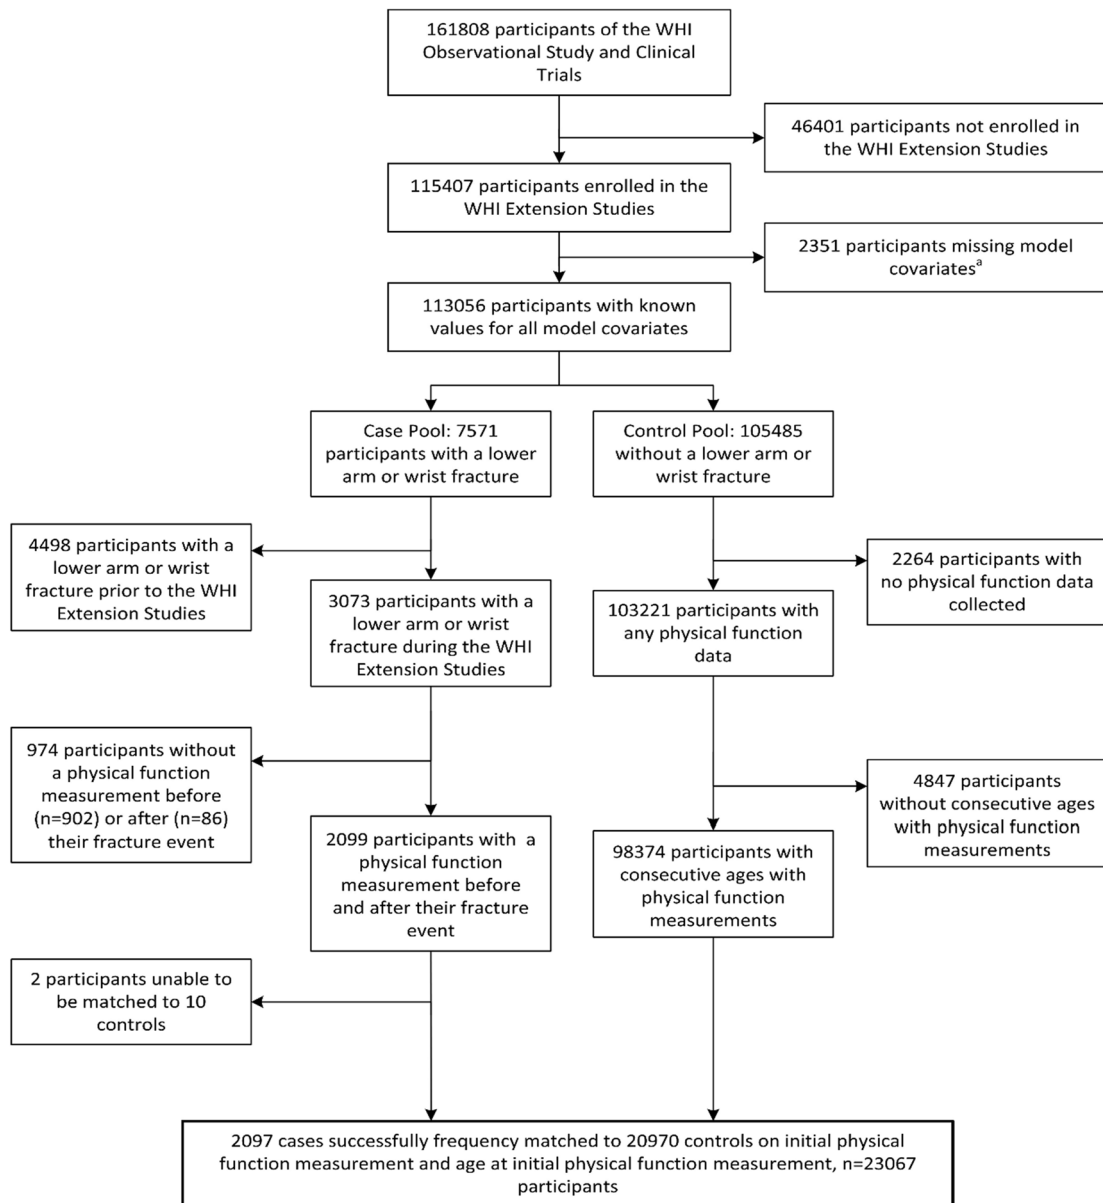 161808 participants of the WHI
Observational Study and Clinical
Trials
46401 participants not enrolled in
the WHI Extension Studies
115407 participants enrolled in the
WHI Extension Studies
2351 participants missing model
covariatesᵃ
113056 participants with known
values for all model covariates
Case Pool: 7571
participants with a lower
arm or wrist fracture
Control Pool: 105485
without a lower arm or
wrist fracture
4498 participants with a
lower arm or wrist
fracture prior to the WHI
Extension Studies
2264 participants with
no physical function data
collected
3073 participants with a
lower arm or wrist
fracture during the WHI
Extension Studies
103221 participants with
any physical function
data
974 participants without
a physical function
measurement before
(n=902) or after (n=86)
their fracture event
4847 participants
without consecutive ages
with physical function
measurements
2099 participants with a
physical function
measurement before
and after their fracture
event
98374 participants with
consecutive ages with
physical function
measurements
2 participants unable to
be matched to 10
controls
2097 cases successfully frequency matched to 20970 controls on initial physical
function measurement and age at initial physical function measurement, n=23067
participants